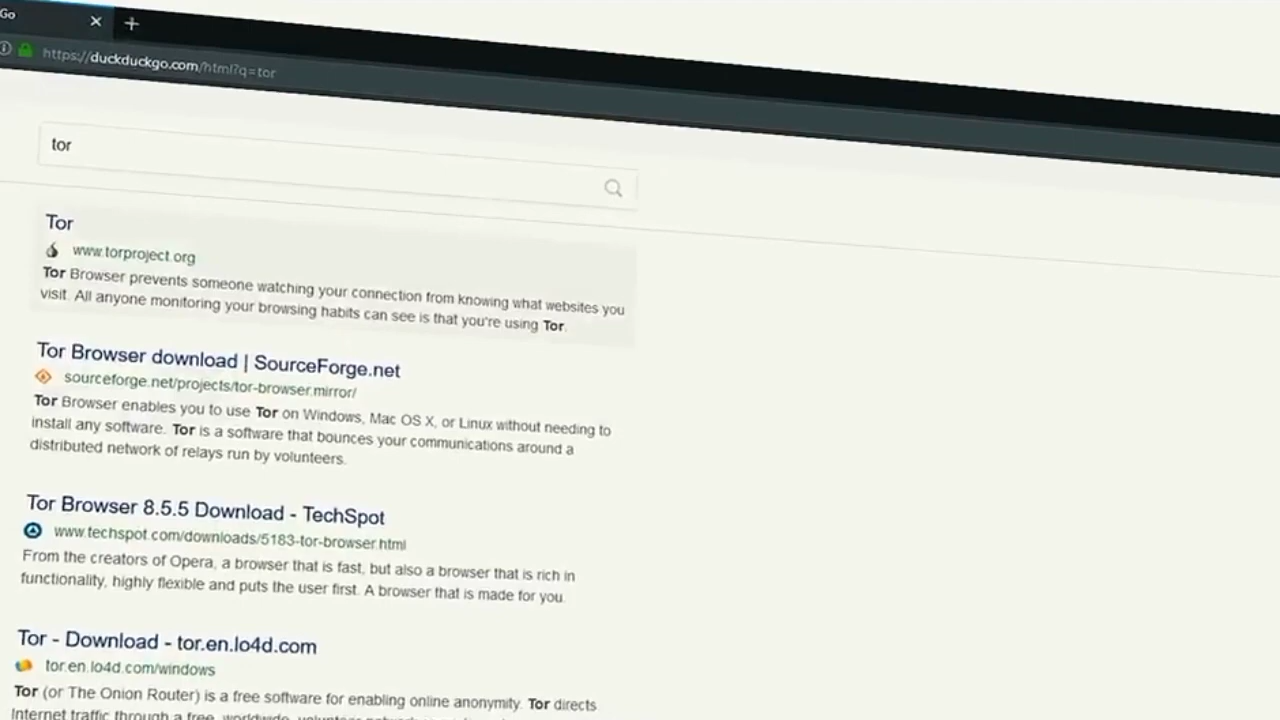 Go
https://duckduckgo.com/html?q=tor
tor
Tor
www.torproject.org
Tor Browser prevents someone watching your connection from knowing what websites you
visit. All anyone monitoring your browsing habits can see is that you're using Tor.
Tor Browser download | SourceForge.net
sourceforge.net/projects/tor-browser.mirror/
Tor Browser enables you to use Tor on Windows, Mac OS X, or Linux without needing to
install any software. Tor is a software that bounces your communications around a
distributed network of relays run by volunteers.
Tor Browser 8.5.5 Download - TechSpot
www.techspot.com/downloads/5183-tor-browser.html
From the creators of Opera, a browser that is fast, but also a browser that is rich in
functionality, highly flexible and puts the user first. A browser that is made for you.
Tor - Download - tor.en.lo4d.com
tor.en.lo4d.com/windows
Tor (or The Onion Router) is a free software for enabling online anonymity. Tor directs
Internet traffic through a free, worldwide, volunteer